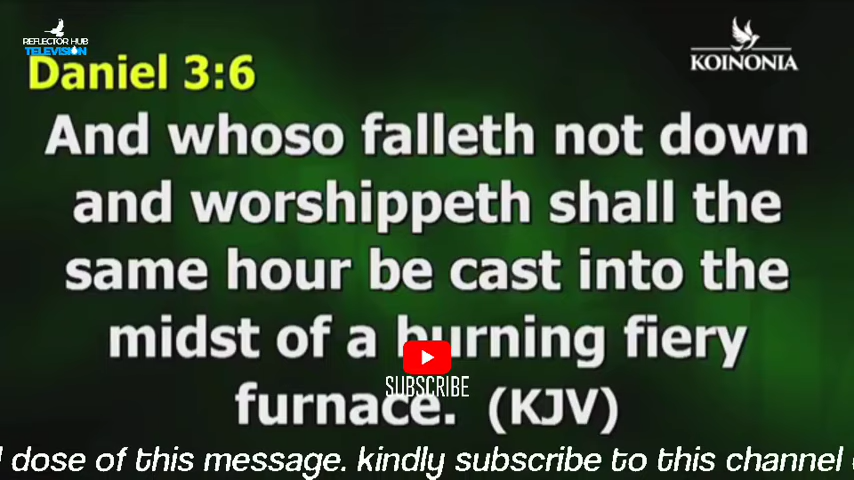 REFLECTOR HUB
TELEVISION
KOINONIA
Daniel 3:6
And whoso falleth not down
and worshippeth shall the
same hour be cast into the
midst of a burning fiery
SUBSCRIBE
furnace. (KJV)
dose of this message. kindly subscribe to this channel